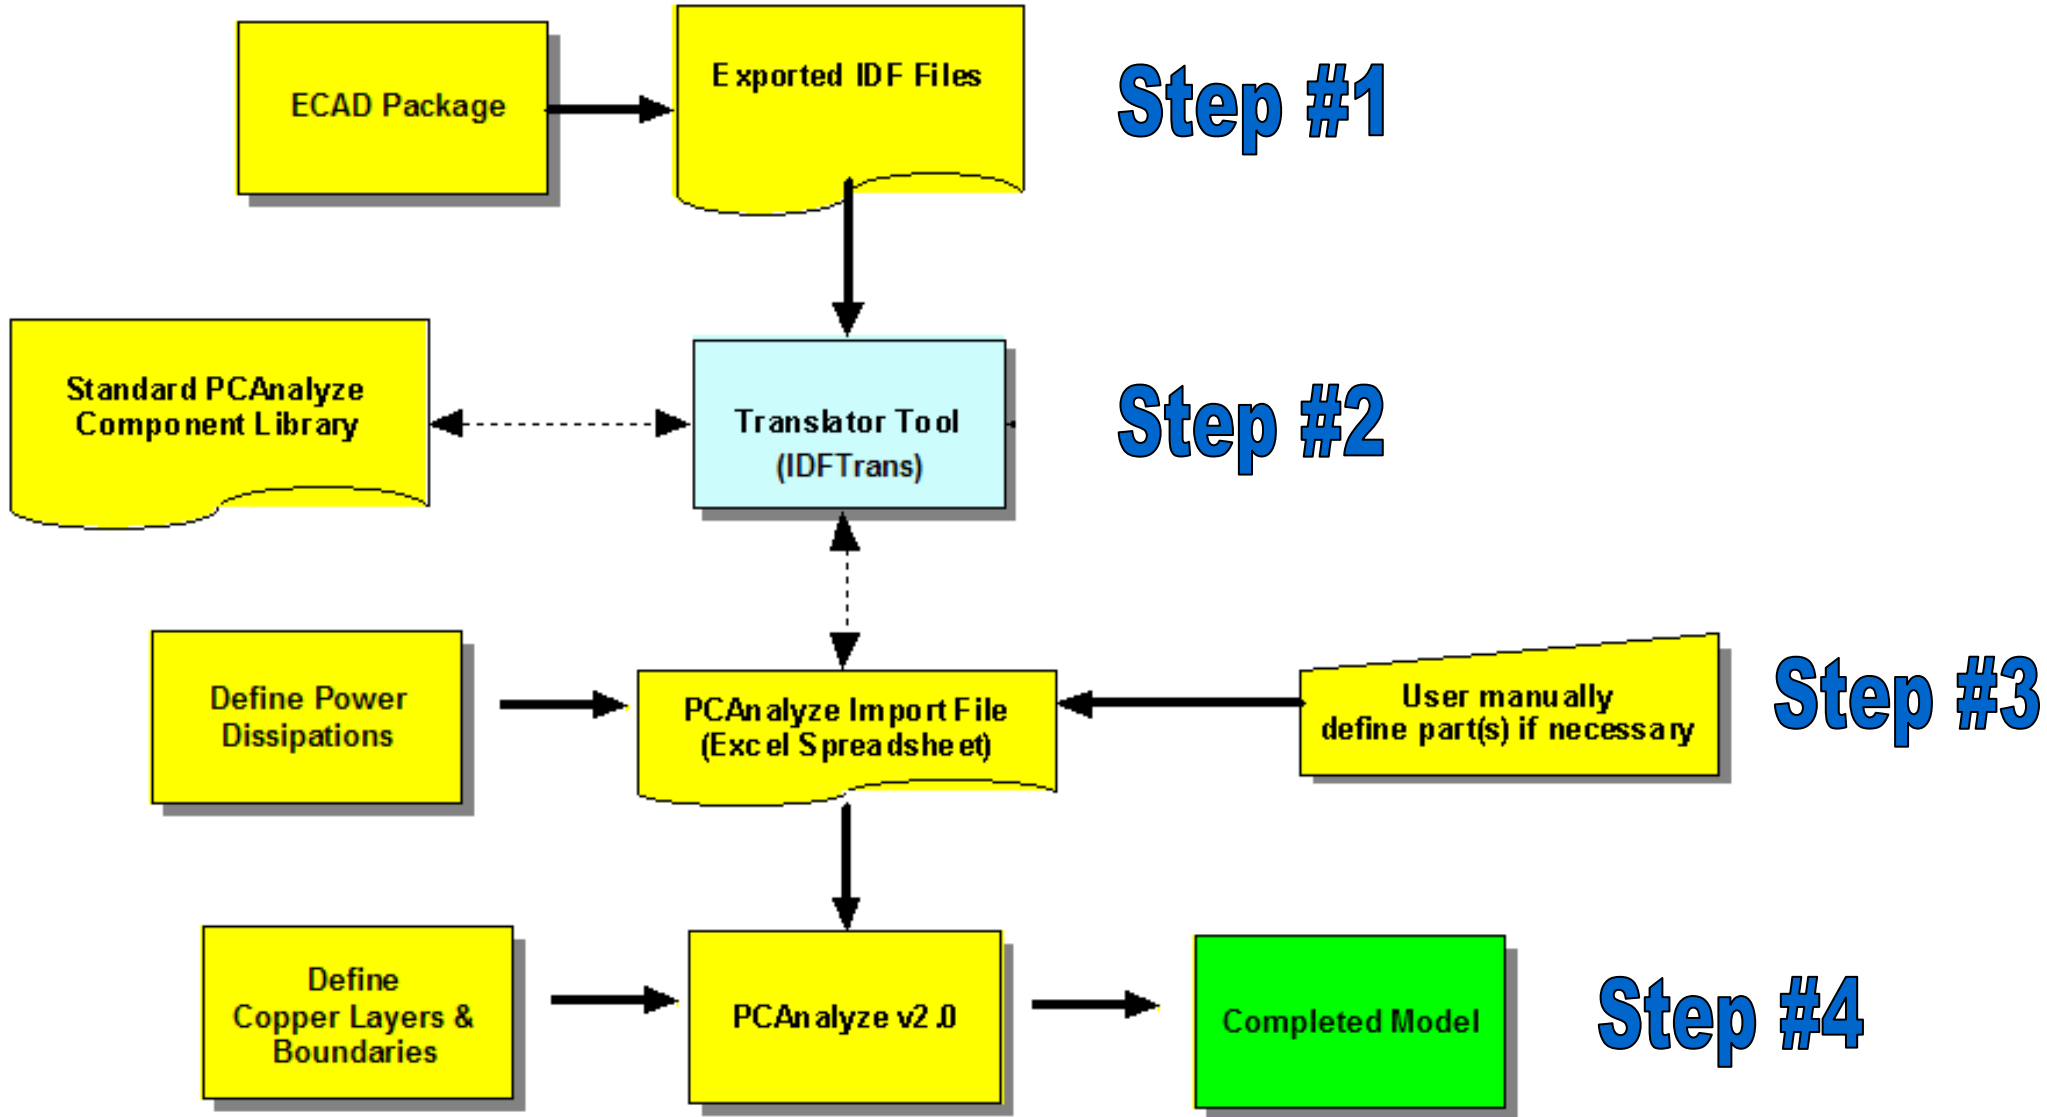 ECAD Package
Exported IDF Files
Step #1
Standard PCAnalyze
Component Library
Translator Tool
(IDFTrans)
Step #2
Define Power
Dissipations
PCAnalyze Import File
(Excel Spreadsheet)
User manually
define part(s) if necessary
Step #3
Define
Copper Layers &
Boundaries
PCAnalyze v2.0
Completed Model
Step #4